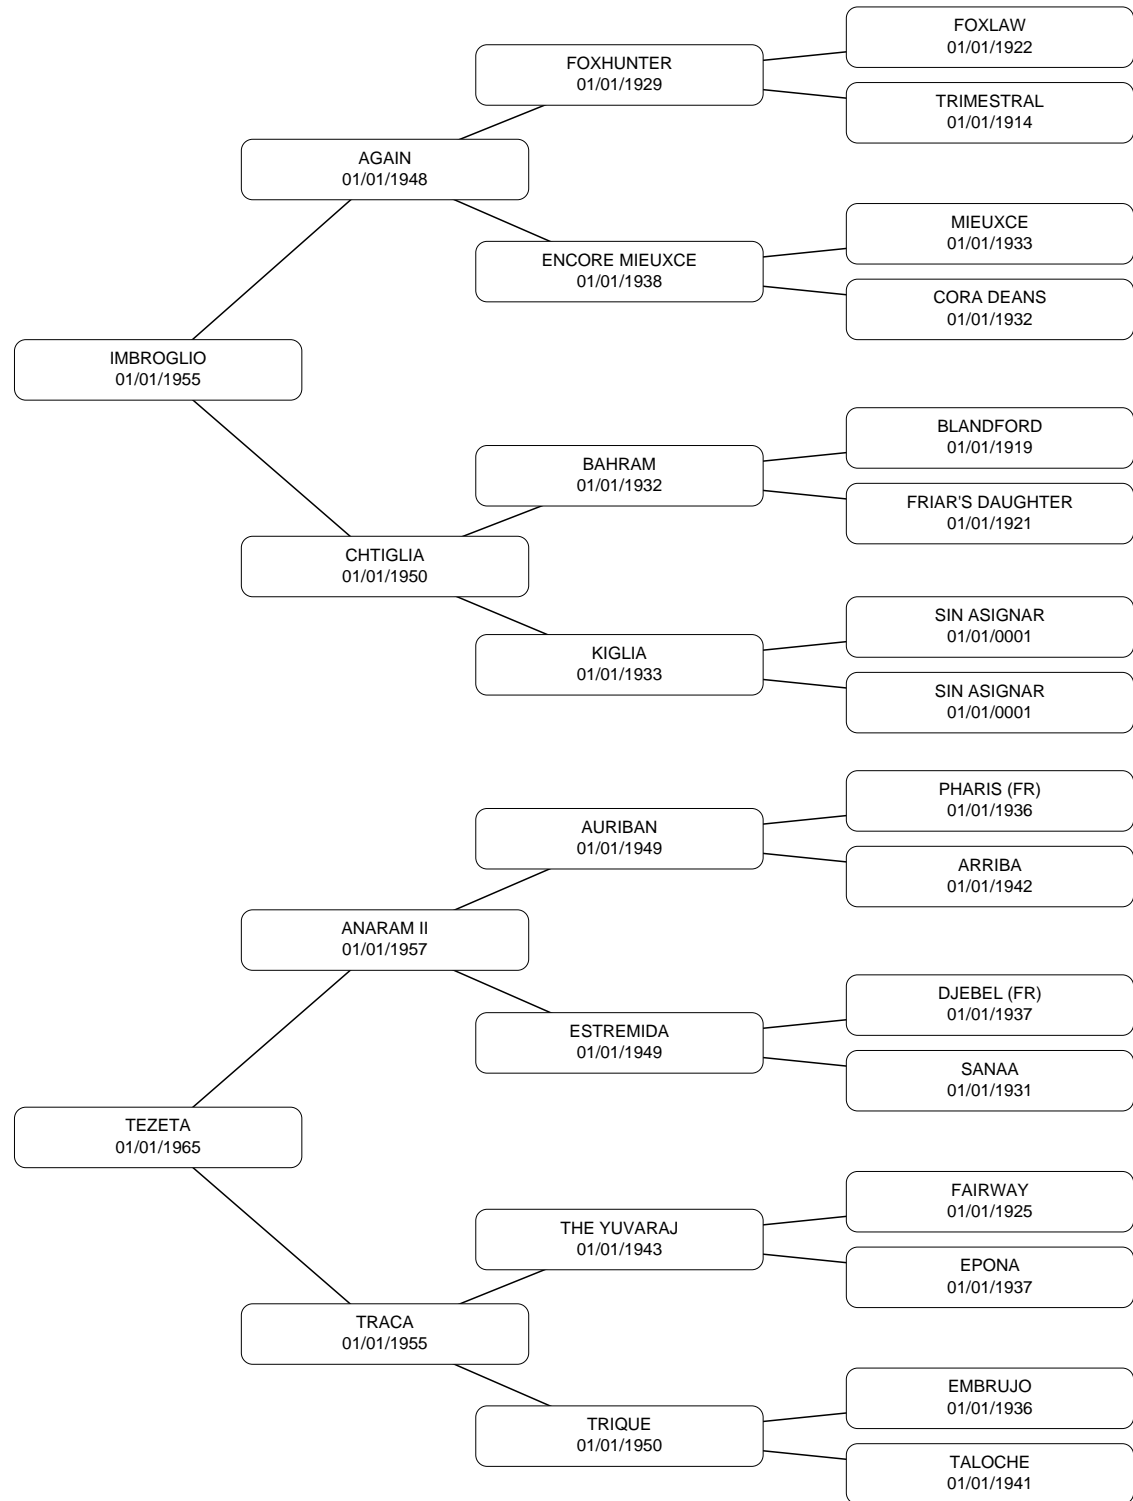 FOXLAW
01/01/1922
FOXHUNTER
01/01/1929
TRIMESTRAL
01/01/1914
AGAIN
01/01/1948
MIEUXCE
01/01/1933
ENCORE MIEUXCE
01/01/1938
CORA DEANS
01/01/1932
IMBROGLIO
01/01/1955
BLANDFORD
01/01/1919
BAHRAM
01/01/1932
FRIAR'S DAUGHTER
01/01/1921
CHTIGLIA
01/01/1950
SIN ASIGNAR
01/01/0001
KIGLIA
01/01/1933
SIN ASIGNAR
01/01/0001
PHARIS (FR)
01/01/1936
AURIBAN
01/01/1949
ARRIBA
01/01/1942
ANARAM II
01/01/1957
DJEBEL (FR)
01/01/1937
ESTREMIDA
01/01/1949
SANAA
01/01/1931
TEZETA
01/01/1965
FAIRWAY
01/01/1925
THE YUVARAJ
01/01/1943
EPONA
01/01/1937
TRACA
01/01/1955
EMBRUJO
01/01/1936
TRIQUE
01/01/1950
TALOCHE
01/01/1941